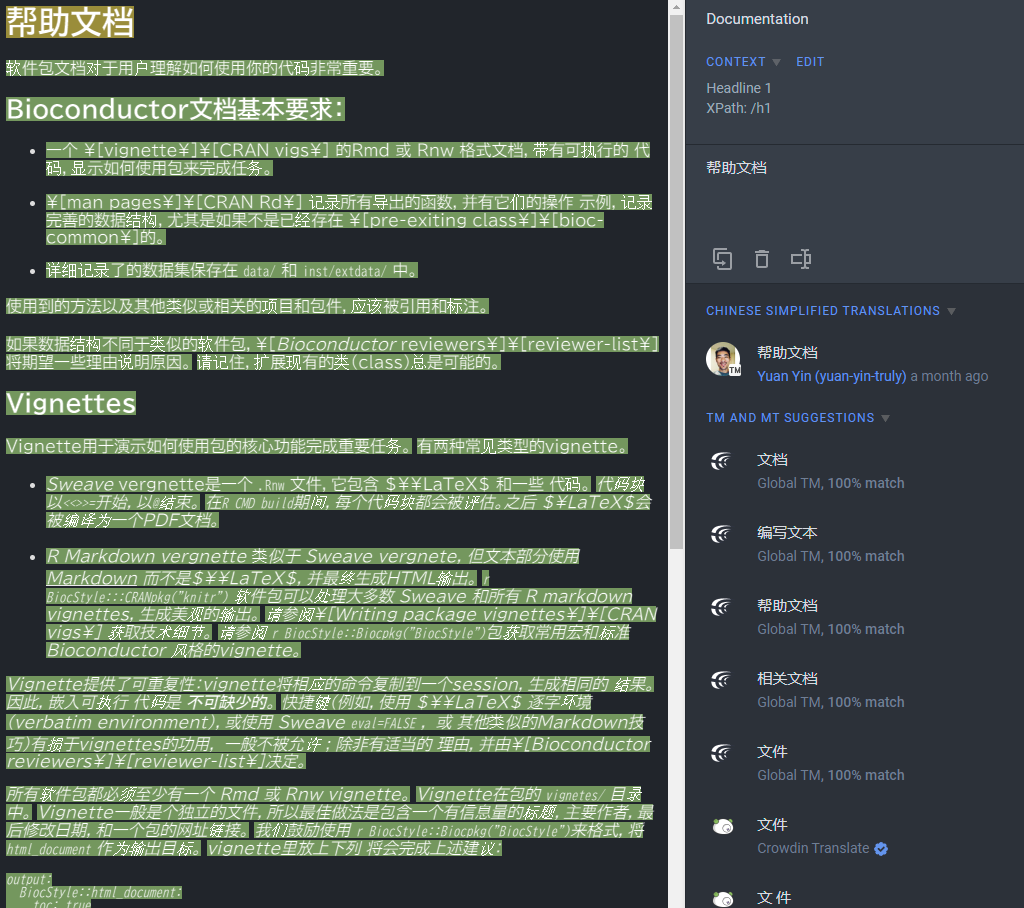 帮助文档
软件包文档对于用户理解如何使用你的代码非常重要。
Bioconductor文档基本要求：
一个 ¥[vignette¥]¥[CRAN vigs¥] 的Rmd 或 Rnw 格式文档, 带有可执行的 代
码, 显示如何使用包来完成任务。
¥[man pages¥]¥[CRAN Rd¥] 记录所有导出的函数, 并有它们的操作 示例, 记录
完善的数据结构, 尤其是如果不是已经存在 ¥[pre-exiting class¥]¥[bioc-
common¥]的。
详细记录了的数据集保存在 data/ 和 inst/extdata/ 中。
使用到的方法以及其他类似或相关的项目和包件, 应该被引用和标注。
如果数据结构不同于类似的软件包, ¥[Bioconductor reviewers¥]¥[reviewer-list¥]
将期望一些理由说明原因。 请记住, 扩展现有的类(class)总是可能的。
Vignettes
Vignette用于演示如何使用包的核心功能完成重要任务。 有两种常见类型的vignette。
Sweave vergnette是一个 .Rnw 文件, 它包含 $¥¥LaTeX$ 和一些 代码。 代码块
以<<>>=开始, 以@结束。 在R CMD build期间, 每个代码块都会被评估。之后 $¥¥LaTeX$会
被编译为一个PDF文档。
R Markdown vergnette 类似于 Sweave vergnete, 但文本部分使用
Markdown 而不是$¥¥LaTeX$, 并最终生成HTML输出。 r
BiocStyle:::CRANpkg("knitr") 软件包可以处理大多数 Sweave 和所有 R markdown
vignettes, 生成美观的输出。 请参阅¥[Writing package vignettes¥]¥[CRAN
vigs¥] 获取技术细节。 请参阅 r BiocStyle::Biocpkg("BiocStyle")包获取常用宏和标准
Bioconductor 风格的vignette。
Vignette提供了可重复性：vignette将相应的命令复制到一个session, 生成相同的 结果。
因此, 嵌入可执行 代码是 不可缺少的。 快捷键(例如, 使用 $¥¥LaTeX$ 逐字环境
(verbatim environment), 或使用 Sweave eval=FALSE , 或 其他类似的Markdown技
巧)有损于vignettes的功用, 一般不被允许；除非有适当的 理由, 并由¥[Bioconductor
reviewers¥]¥[reviewer-list¥]决定。
所有软件包都必须至少有一个 Rmd 或 Rnw vignette。 Vignette在包的 vignetes/ 目录
中。 Vignette一般是个独立的文件, 所以最佳做法是包含一个有信息量的标题, 主要作者, 最
后修改日期, 和一个包的网址链接。 我们鼓励使用 r BiocStyle::Biocpkg("BiocStyle")来格式, 将
html_document 作为输出目标。 vignette里放上下列 将会完成上述建议：
output:
BiocStyle::html_document:
toc: true
Documentation
CONTEXT EDIT
Headline 1
XPath: /h1
帮助文档
CHINESE SIMPLIFIED TRANSLATIONS
帮助文档
TM
Yuan Yin (yuan-yin-truly) a month ago
TM AND MT SUGGESTIONS
文档
Global TM, 100% match
编写文本
Global TM, 100% match
帮助文档
Global TM, 100% match
相关文档
Global TM, 100% match
文件
Global TM, 100% match
文件
Crowdin Translate
文 件